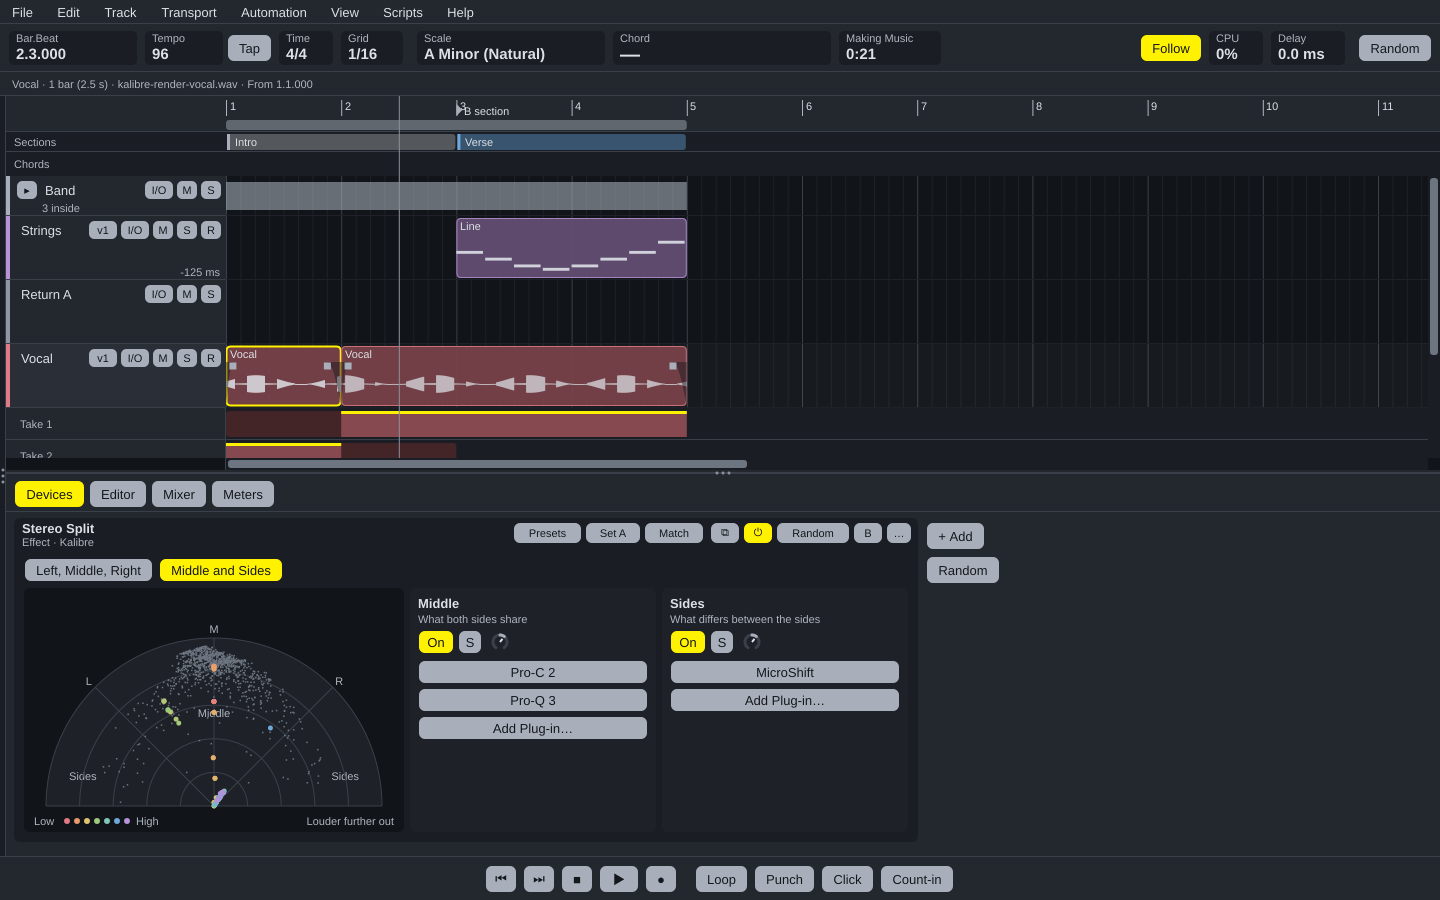 File Edit Track Transport Automation View Scripts Help
Bar.Beat Tempo Time Grid Scale Chord Making Music CPU Delay
2.3.000 96 Tap 4/4 1/16 A Minor (Natural) — 0:21 Follow 0% 0.0 ms Random
Vocal · 1 bar (2.5 s) · kalibre-render-vocal.wav · From 1.1.000
1 2 3 4 5 6 7 8 9 10 11
B section
Sections Intro Verse
Chords
Band I/O M S
3 inside
Strings v1 I/O M S R Line
-125 ms
Return A I/O M S
Vocal v1 I/O M S R Vocal Vocal
Take 1
Take 2
Devices Editor Mixer Meters
Stereo Split Presets Set A Match Random B …
Effect · Kalibre
+ Add
Random
Left, Middle, Right Middle and Sides
Middle
What both sides share
On S
Pro-C 2
Pro-Q 3
Add Plug-in…
Sides
What differs between the sides
On S
MicroShift
Add Plug-in…
M
L R
Middle
Sides Sides
Low High Louder further out
Loop Punch Click Count-in